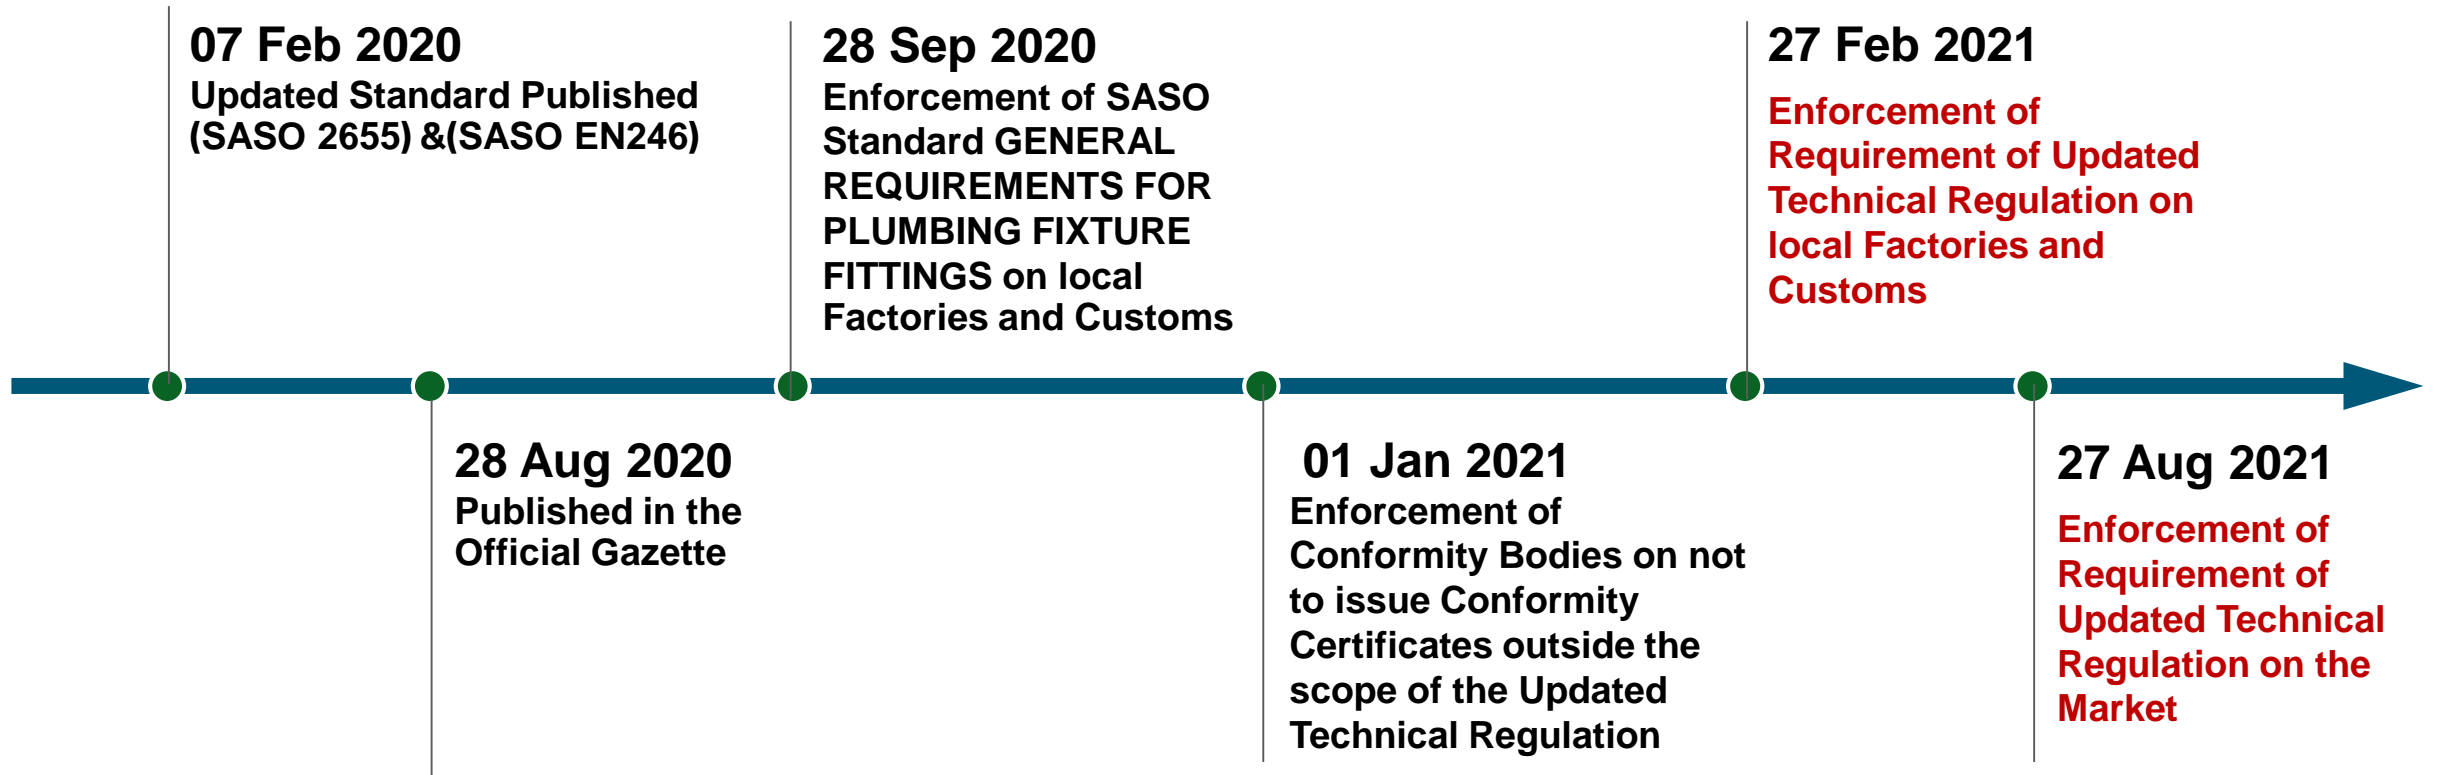 07 Feb 2020
Updated Standard Published
(SASO 2655) &(SASO EN246)
28 Aug 2020
Published in the
Official Gazette
28 Sep 2020
Enforcement of SASO
Standard GENERAL
REQUIREMENTS FOR
PLUMBING FIXTURE
FITTINGS on local
Factories and Customs
01 Jan 2021
Enforcement of
Conformity Bodies on not
to issue Conformity
Certificates outside the
scope of the Updated
Technical Regulation
27 Feb 2021
Enforcement of
Requirement of Updated
Technical Regulation on
local Factories and
Customs
27 Aug 2021
Enforcement of
Requirement of
Updated Technical
Regulation on the
Market